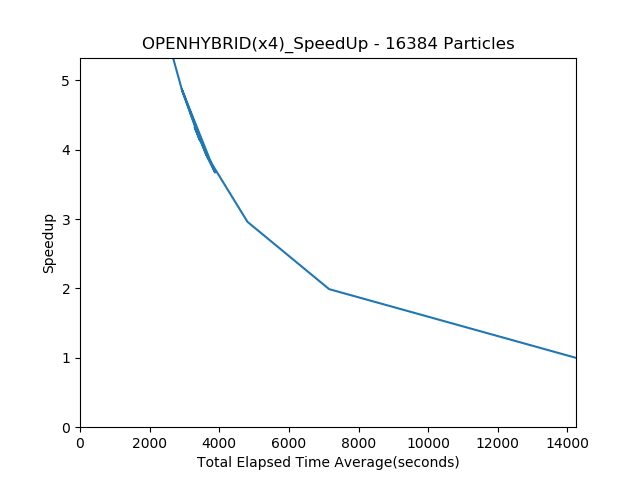 OPENHYBRID(x4)_SpeedUp - 16384 Particles
5
4
3
2
1
0
Speedup
0 2000 4000 6000 8000 10000 12000 14000
Total Elapsed Time Average(seconds)